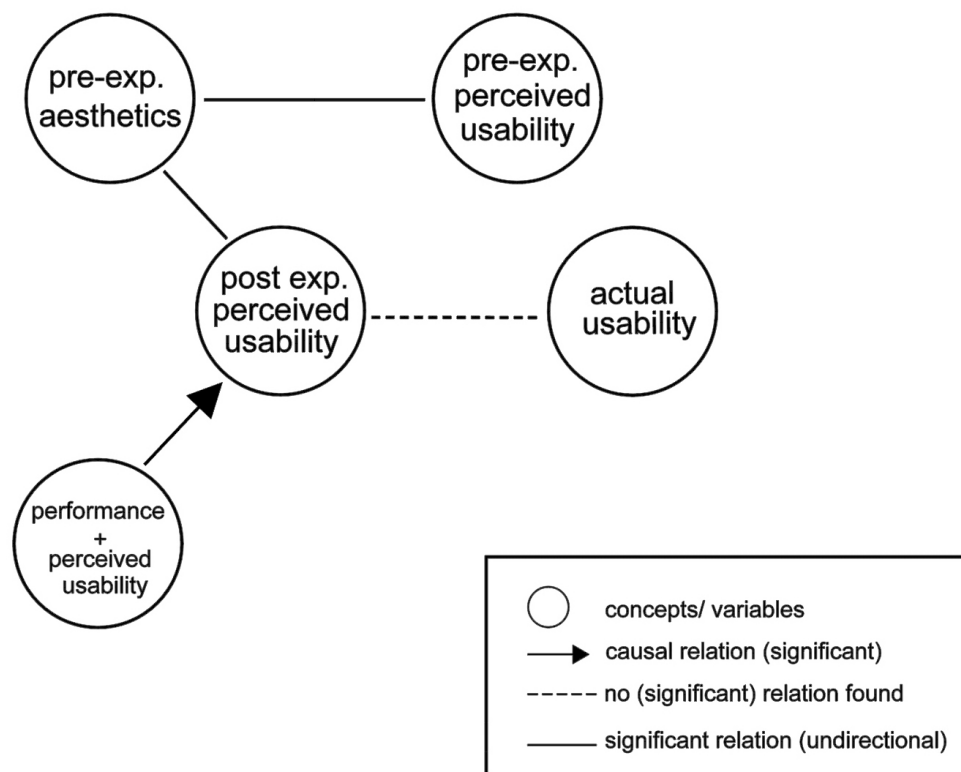 pre-exp.
aesthetics
pre-exp.
perceived
usability
post exp.
perceived
usability
actual
usability
performance
+
perceived
usability
concepts/ variables
causal relation (significant)
no (significant) relation found
significant relation (undirectional)